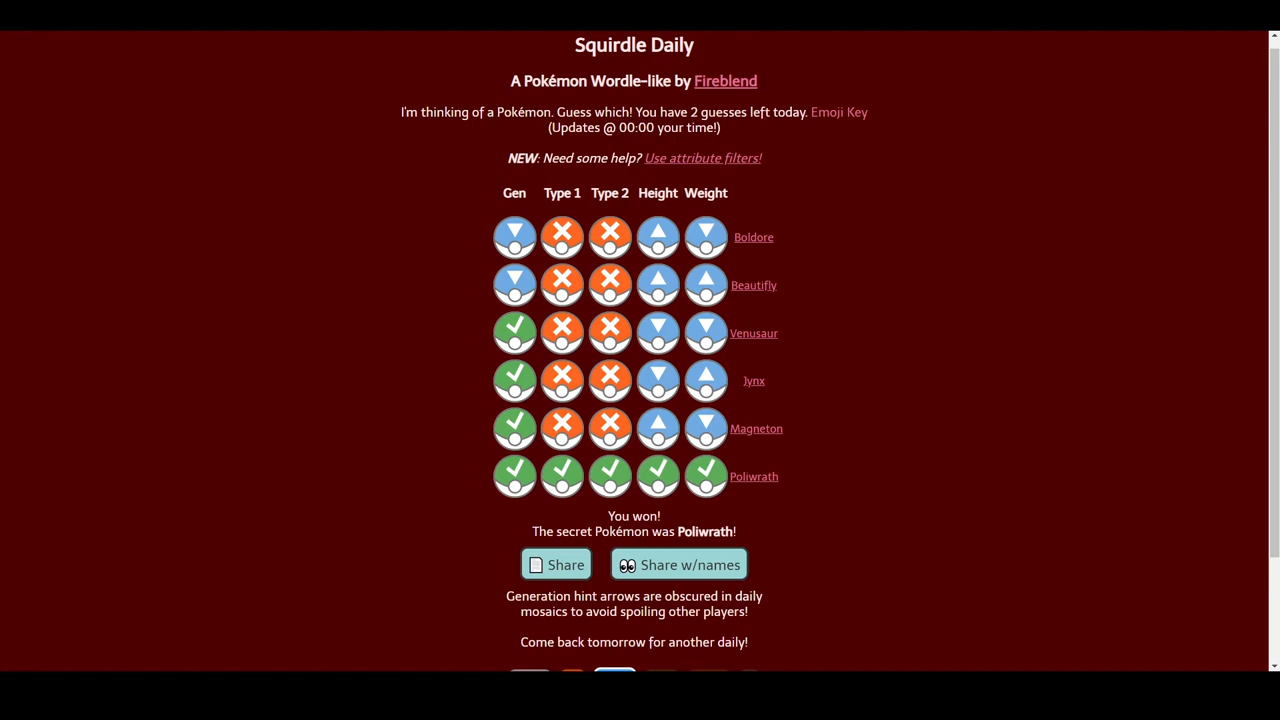 Squirdle Daily
A Pokémon Wordle-like by Fireblend
I'm thinking of a Pokémon. Guess which! You have 2 guesses left today. Emoji Key
(Updates @ 00:00 your time!)
NEW: Need some help? Use attribute filters!
Gen Type 1 Type 2 Height Weight
Boldore
Beautifly
Venusaur
Jynx
Magneton
Poliwrath
You won!
The secret Pokémon was Poliwrath!
Share Share w/names
Generation hint arrows are obscured in daily
mosaics to avoid spoiling other players!
Come back tomorrow for another daily!